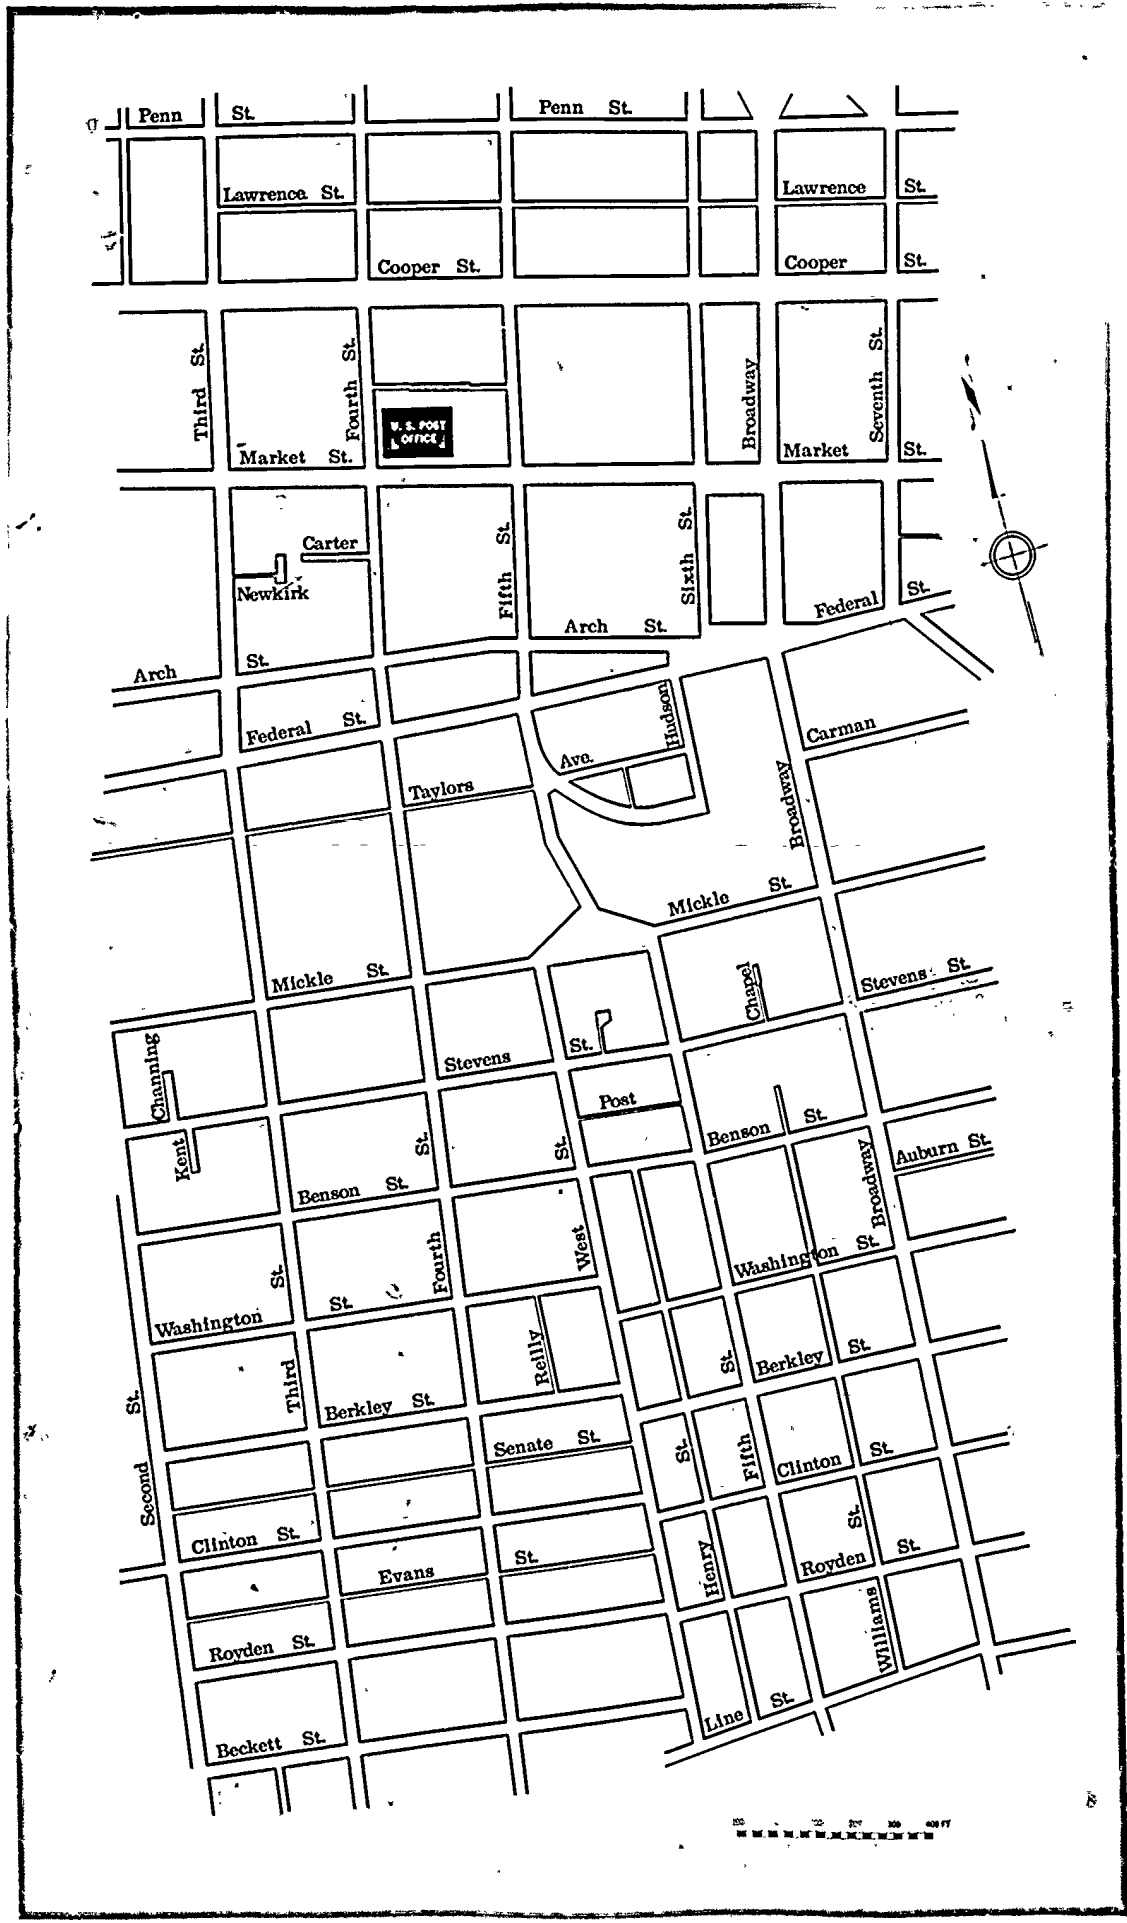 Penn St. Penn St.
Lawrence St. Lawrence St.
Cooper St. Cooper St.
Third St.
Fourth St.
Broadway
Seventh St.
U. S. POST
OFFICE
Market St. Market St.
Carter
Newkirk
Fifth St.
Sixth St.
Federal St.
Arch St.
Arch St.
Federal St.
Hudson
Carman
Taylors Ave.
Broadway
Mickle St.
Mickle St.
Chapel
Stevens St.
Channing
Stevens St.
Post
Kent
Benson St.
Auburn St.
Benson St.
Fourth St.
West St.
Broadway
Washington St.
Washington St.
Reilly
Berkley St.
Third St.
Berkley St.
Second St.
Senate St.
Henry St.
Fifth St.
Clinton St.
Clinton St.
Evans St.
Royden St.
Williams St.
Royden St.
Beckett St.
Line St.
400 FT